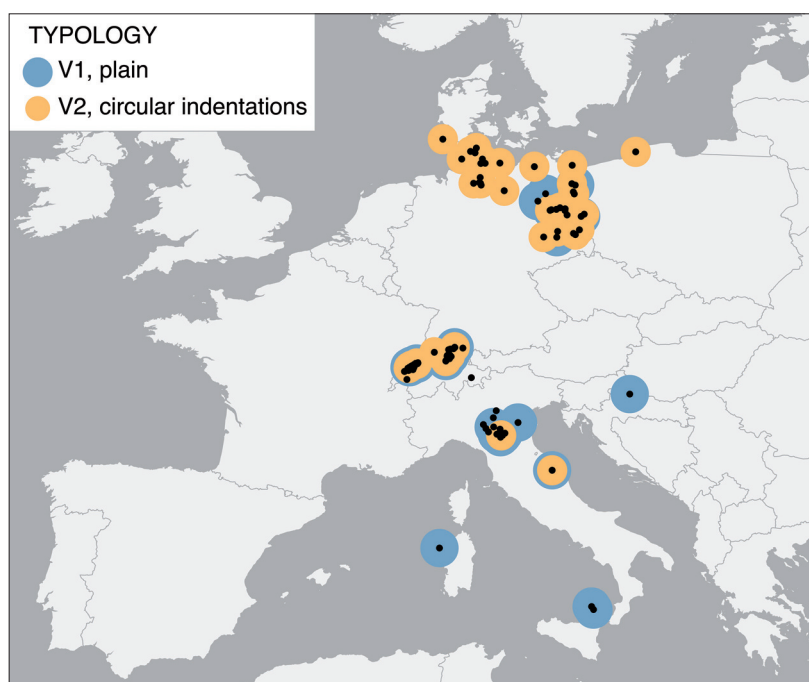 TYPOLOGY
V1, plain
V2, circular indentations